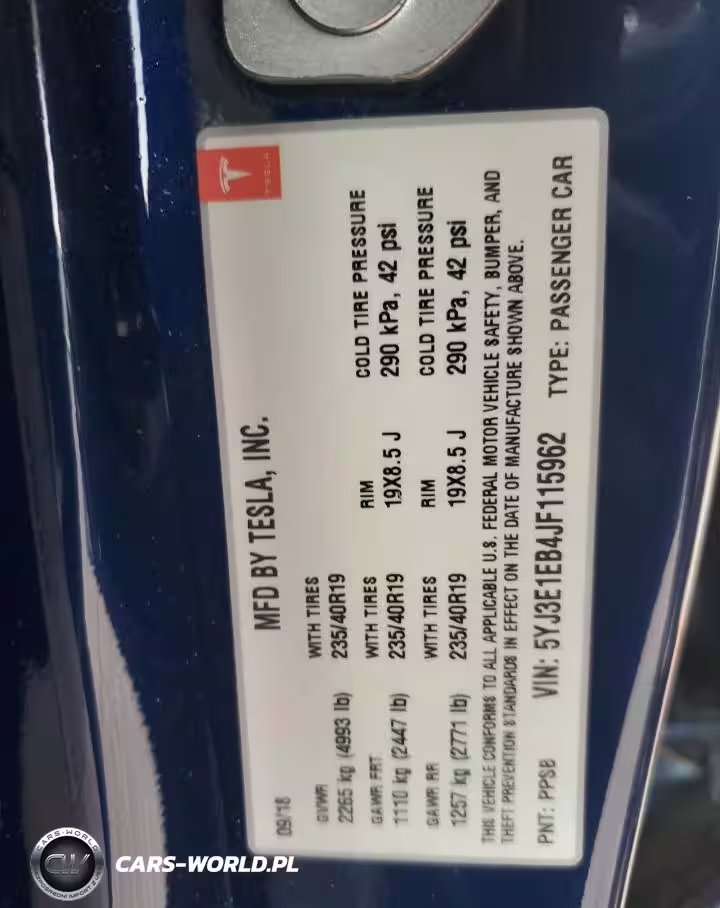 TESLA
MFD BY TESLA, INC.
09/18
GVWR WITH TIRES
2265 kg (4993 lb) 235/40R19
GAWR FRT WITH TIRES RIM COLD TIRE PRESSURE
1110 kg (2447 lb) 235/40R19 19X8.5 J 290 kPa, 42 psi
GAWR RR WITH TIRES RIM COLD TIRE PRESSURE
1257 kg (2771 lb) 235/40R19 19X8.5 J 290 kPa, 42 psi
THIS VEHICLE CONFORMS TO ALL APPLICABLE U.S. FEDERAL MOTOR VEHICLE SAFETY, BUMPER, AND
THEFT PREVENTION STANDARDS IN EFFECT ON THE DATE OF MANUFACTURE SHOWN ABOVE.
PNT: PPSB VIN: 5YJ3E1EB4JF115962 TYPE: PASSENGER CAR
CARS-WORLD
CW
CARS-WORLD.PL